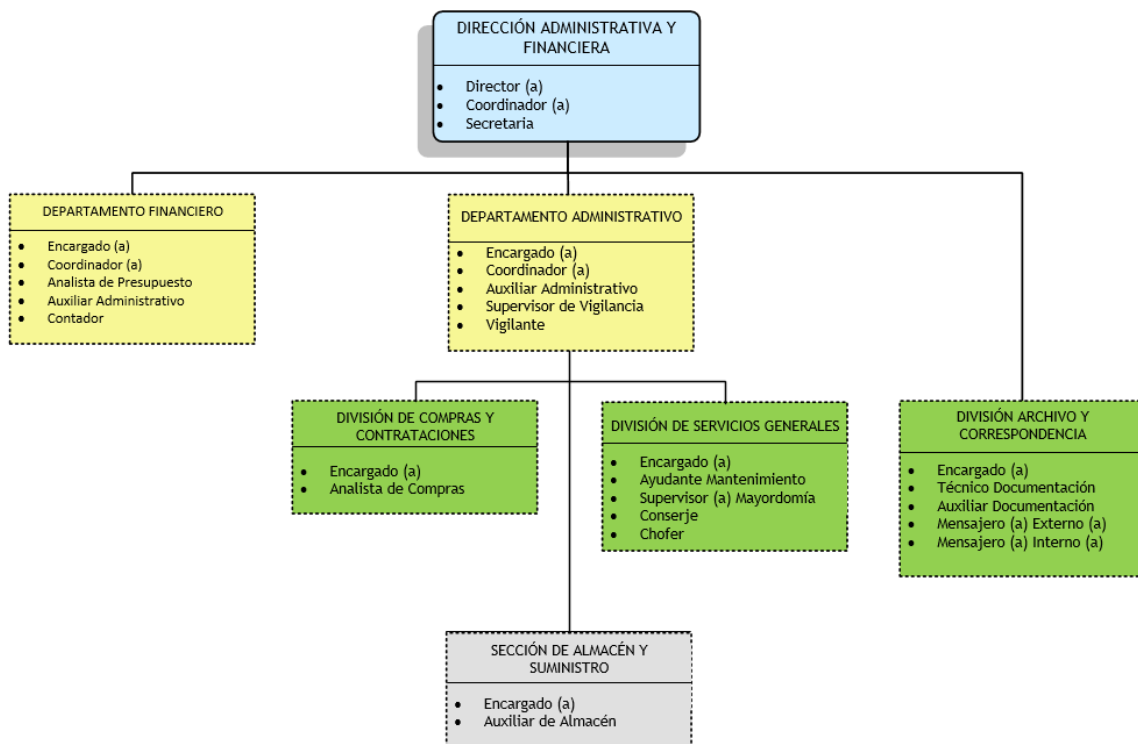 DIRECCIÓN ADMINISTRATIVA Y
FINANCIERA
• Director (a)
• Coordinador (a)
• Secretaria
DEPARTAMENTO FINANCIERO
• Encargado (a)
• Coordinador (a)
• Analista de Presupuesto
• Auxiliar Administrativo
• Contador
DEPARTAMENTO ADMINISTRATIVO
• Encargado (a)
• Coordinador (a)
• Auxiliar Administrativo
• Supervisor de Vigilancia
• Vigilante
DIVISIÓN DE COMPRAS Y
CONTRATACIONES
• Encargado (a)
• Analista de Compras
DIVISIÓN DE SERVICIOS GENERALES
• Encargado (a)
• Ayudante Mantenimiento
• Supervisor (a) Mayordomía
• Conserje
• Chofer
DIVISIÓN ARCHIVO Y
CORRESPONDENCIA
• Encargado (a)
• Técnico Documentación
• Auxiliar Documentación
• Mensajero (a) Externo (a)
• Mensajero (a) Interno (a)
SECCIÓN DE ALMACÉN Y
SUMINISTRO
• Encargado (a)
• Auxiliar de Almacén